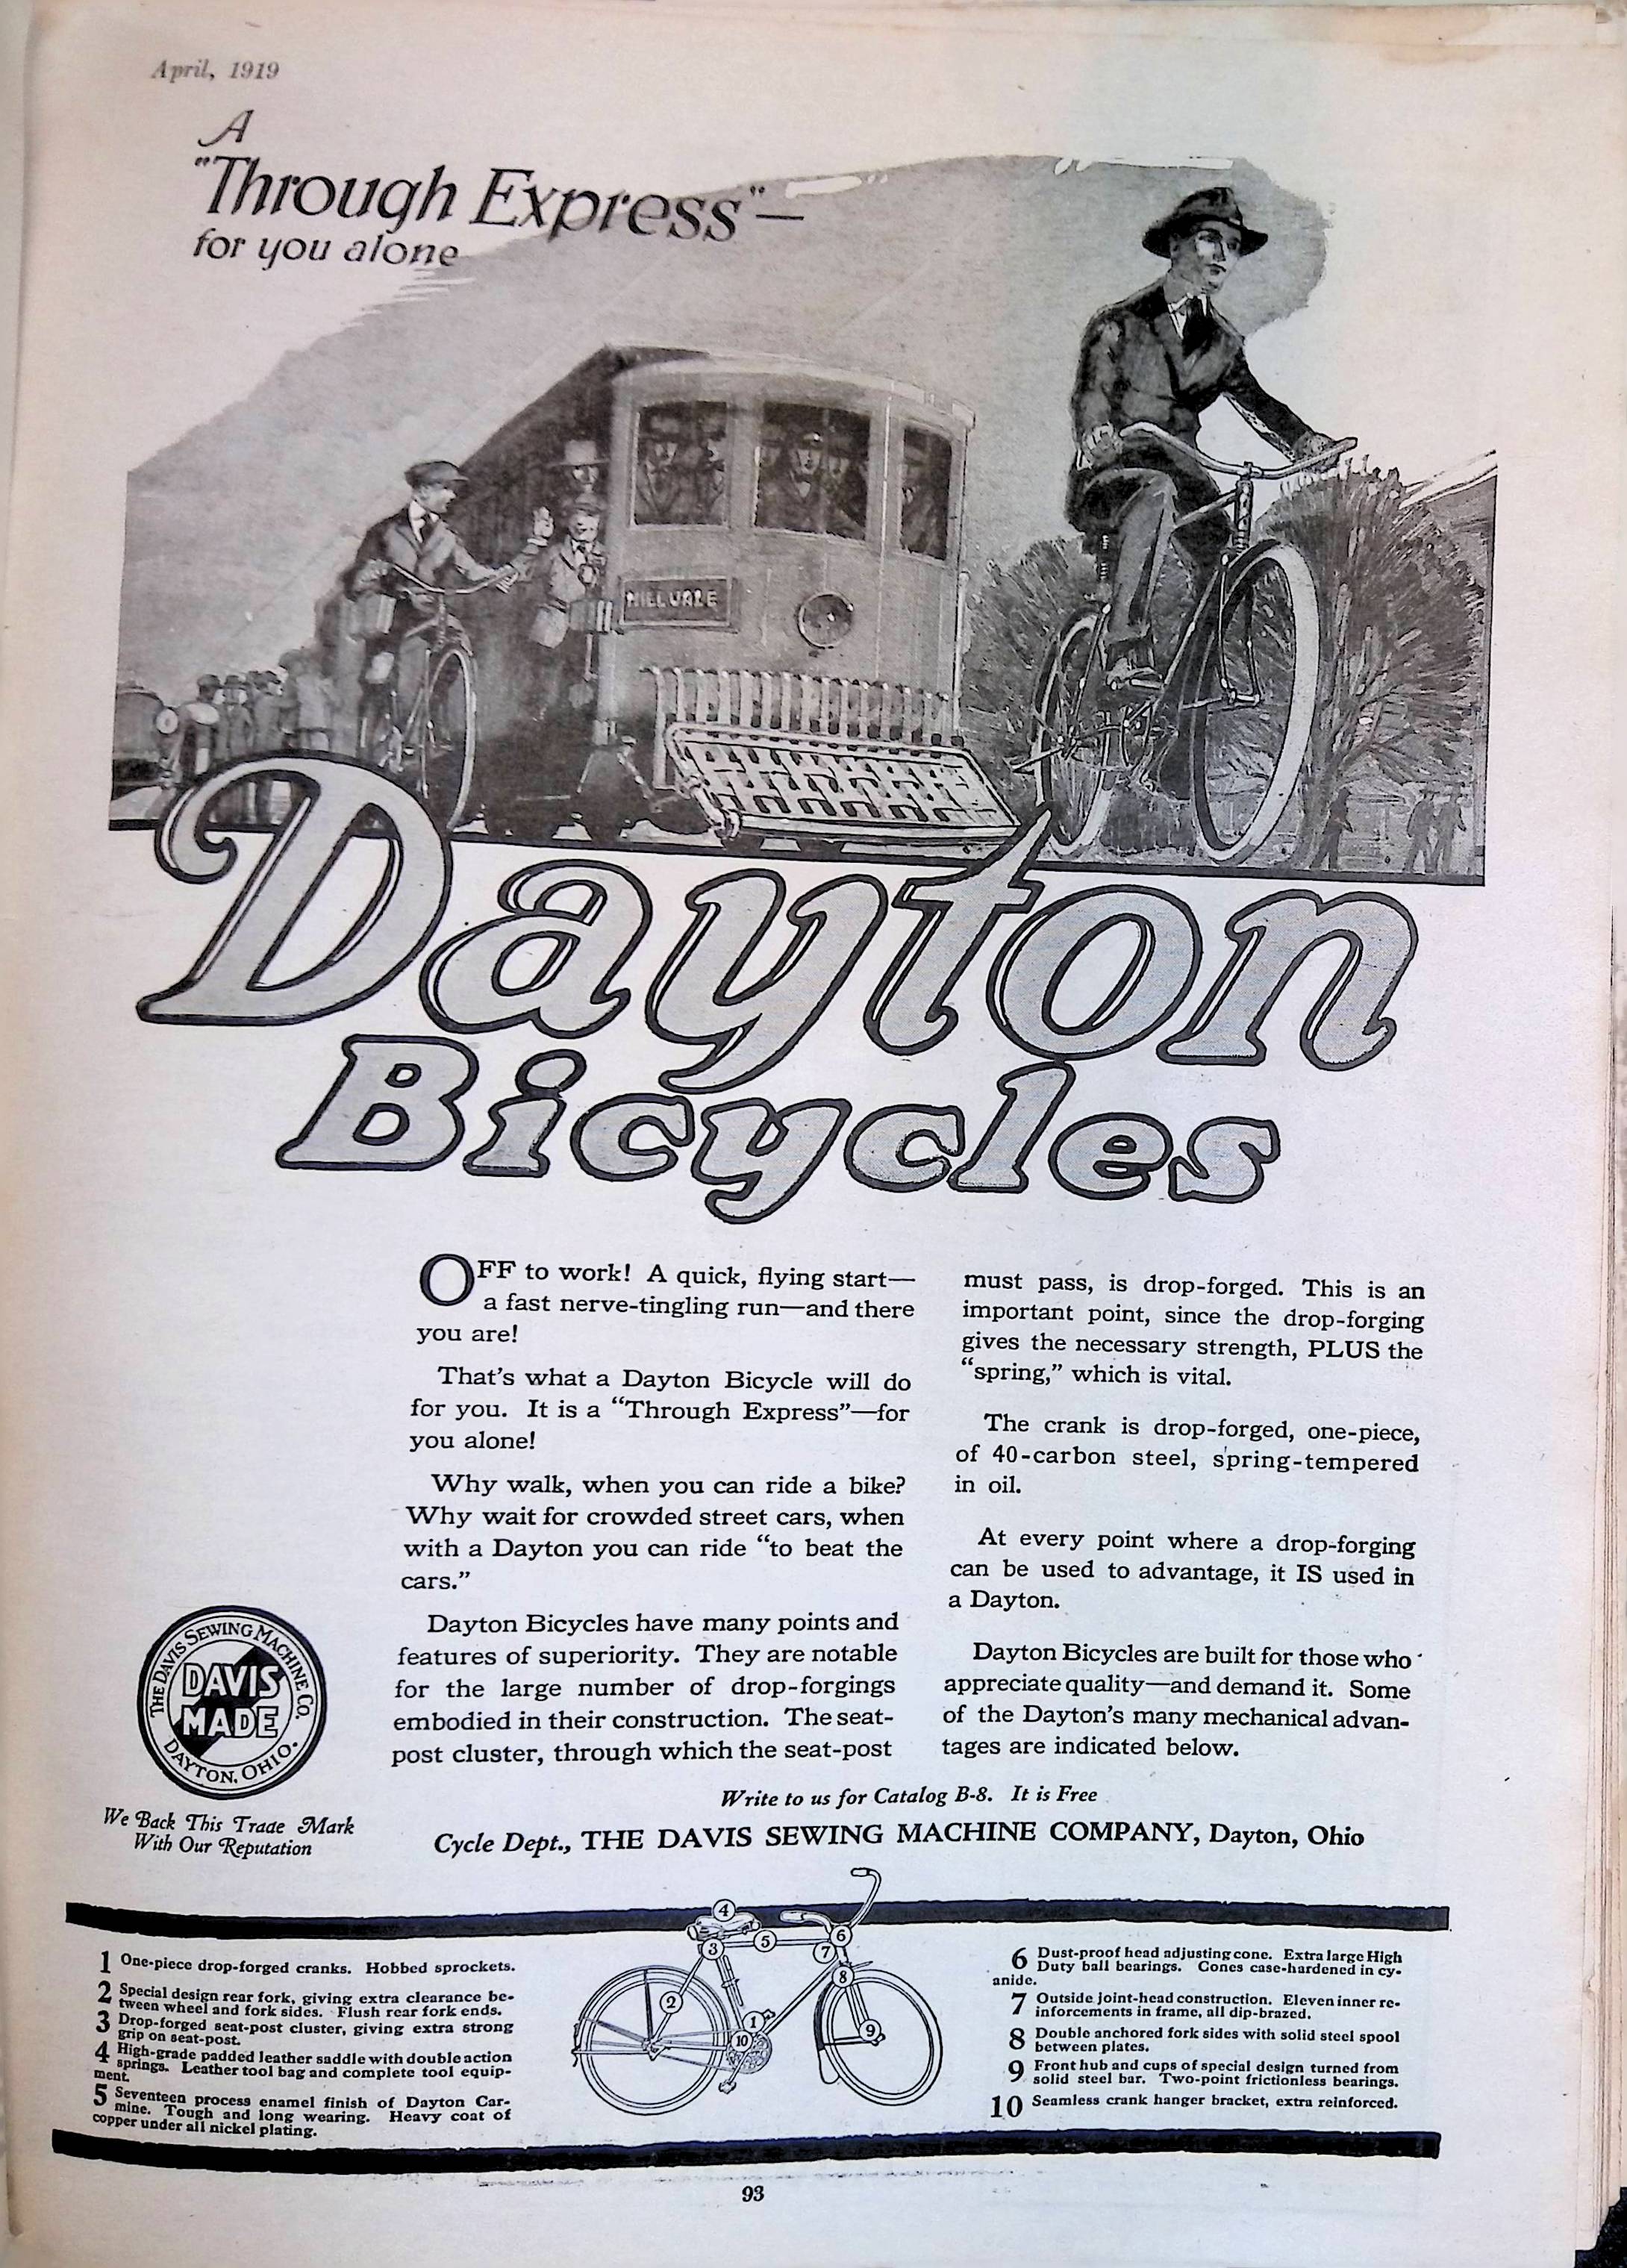 April, 1919
A
"Through Express"—
for you alone
MILLVALE
Dayton
Bicycles
OFF to work! A quick, flying start—
a fast nerve-tingling run—and there
you are!
That's what a Dayton Bicycle will do
for you. It is a "Through Express"—for
you alone!
Why walk, when you can ride a bike?
Why wait for crowded street cars, when
with a Dayton you can ride "to beat the
cars."
Dayton Bicycles have many points and
features of superiority. They are notable
for the large number of drop-forgings
embodied in their construction. The seat-
post cluster, through which the seat-post
must pass, is drop-forged. This is an
important point, since the drop-forging
gives the necessary strength, PLUS the
"spring," which is vital.
The crank is drop-forged, one-piece,
of 40-carbon steel, spring-tempered
in oil.
At every point where a drop-forging
can be used to advantage, it IS used in
a Dayton.
Dayton Bicycles are built for those who
appreciate quality—and demand it. Some
of the Dayton's many mechanical advan-
tages are indicated below.
THE DAVIS SEWING MACHINE CO.
DAVIS
MADE
DAYTON, OHIO.
We Back This Trade Mark
With Our Reputation
Write to us for Catalog B-8. It is Free
Cycle Dept., THE DAVIS SEWING MACHINE COMPANY, Dayton, Ohio
1 One-piece drop-forged cranks. Hobbed sprockets.
2 Special design rear fork, giving extra clearance be-
tween wheel and fork sides. Flush rear fork ends.
3 Drop-forged seat-post cluster, giving extra strong
grip on seat-post.
4 High-grade padded leather saddle with double action
springs. Leather tool bag and complete tool equip-
ment.
5 Seventeen process enamel finish of Dayton Car-
mine. Tough and long wearing. Heavy coat of
copper under all nickel plating.
4
3
5
6
7
8
2
1
10
9
6 Dust-proof head adjusting cone. Extra large High
Duty ball bearings. Cones case-hardened in cy-
anide.
7 Outside joint-head construction. Eleven inner re-
inforcements in frame, all dip-brazed.
8 Double anchored fork sides with solid steel spool
between plates.
9 Front hub and cups of special design turned from
solid steel bar. Two-point frictionless bearings.
10 Seamless crank hanger bracket, extra reinforced.
93